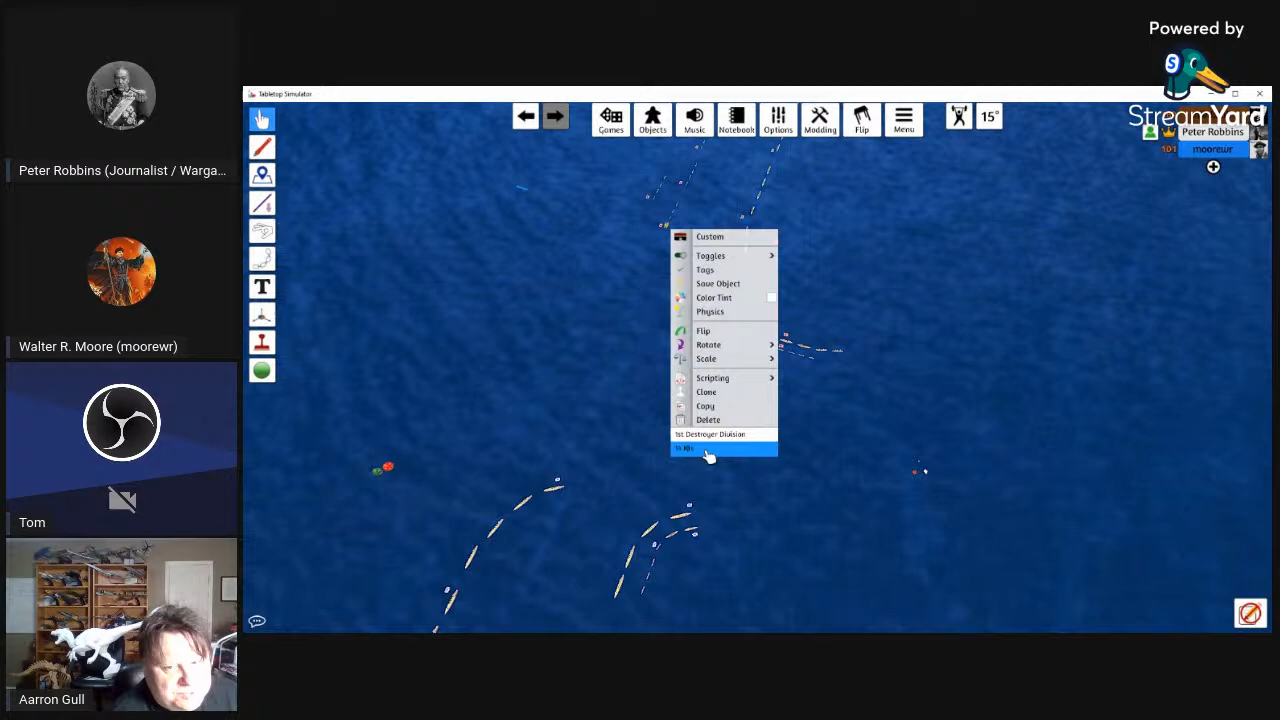 Powered by
S
StreamYard
Peter Robbins (Journalist / Warga...
Walter R. Moore (moorewr)
Tom
Aarron Gull
Tabletop Simulator
Games
Objects
Music
Notebook
Options
Modding
Flip
Menu
15°
Peter Robbins
101 moorewr
T
Custom
Toggles
Tags
Save Object
Color Tint
Physics
Flip
Rotate
Scale
Scripting
Clone
Copy
Delete
1st Destroyer Division